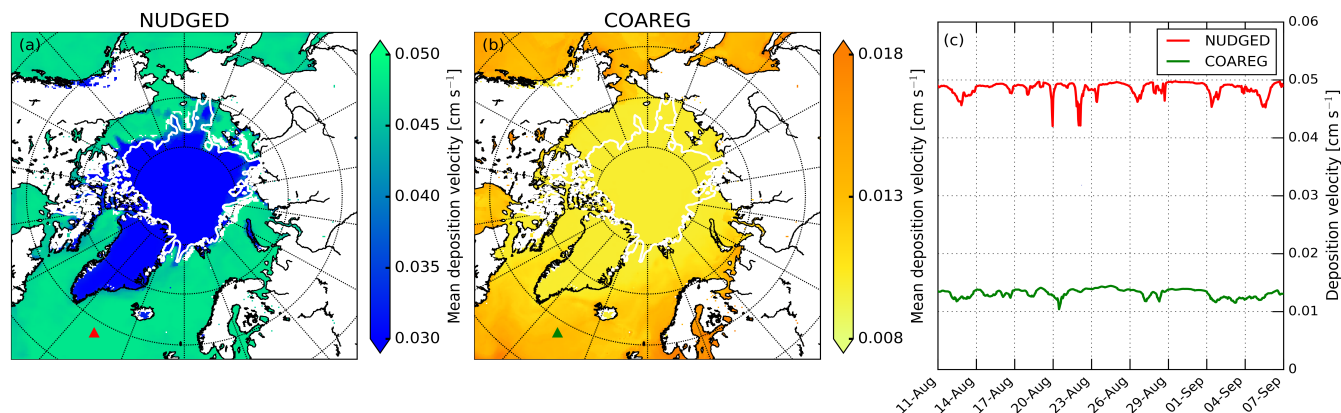 NUDGED
(a)
0.050
0.045
0.040
0.035
0.030
Mean deposition velocity [cm s⁻¹]
COAREG
(b)
0.018
0.013
0.008
Mean deposition velocity [cm s⁻¹]
(c)
NUDGED
COAREG
0.06
0.05
0.04
0.03
0.02
0.01
0
Deposition velocity [cm s⁻¹]
11-Aug
14-Aug
17-Aug
20-Aug
23-Aug
26-Aug
29-Aug
01-Sep
04-Sep
07-Sep